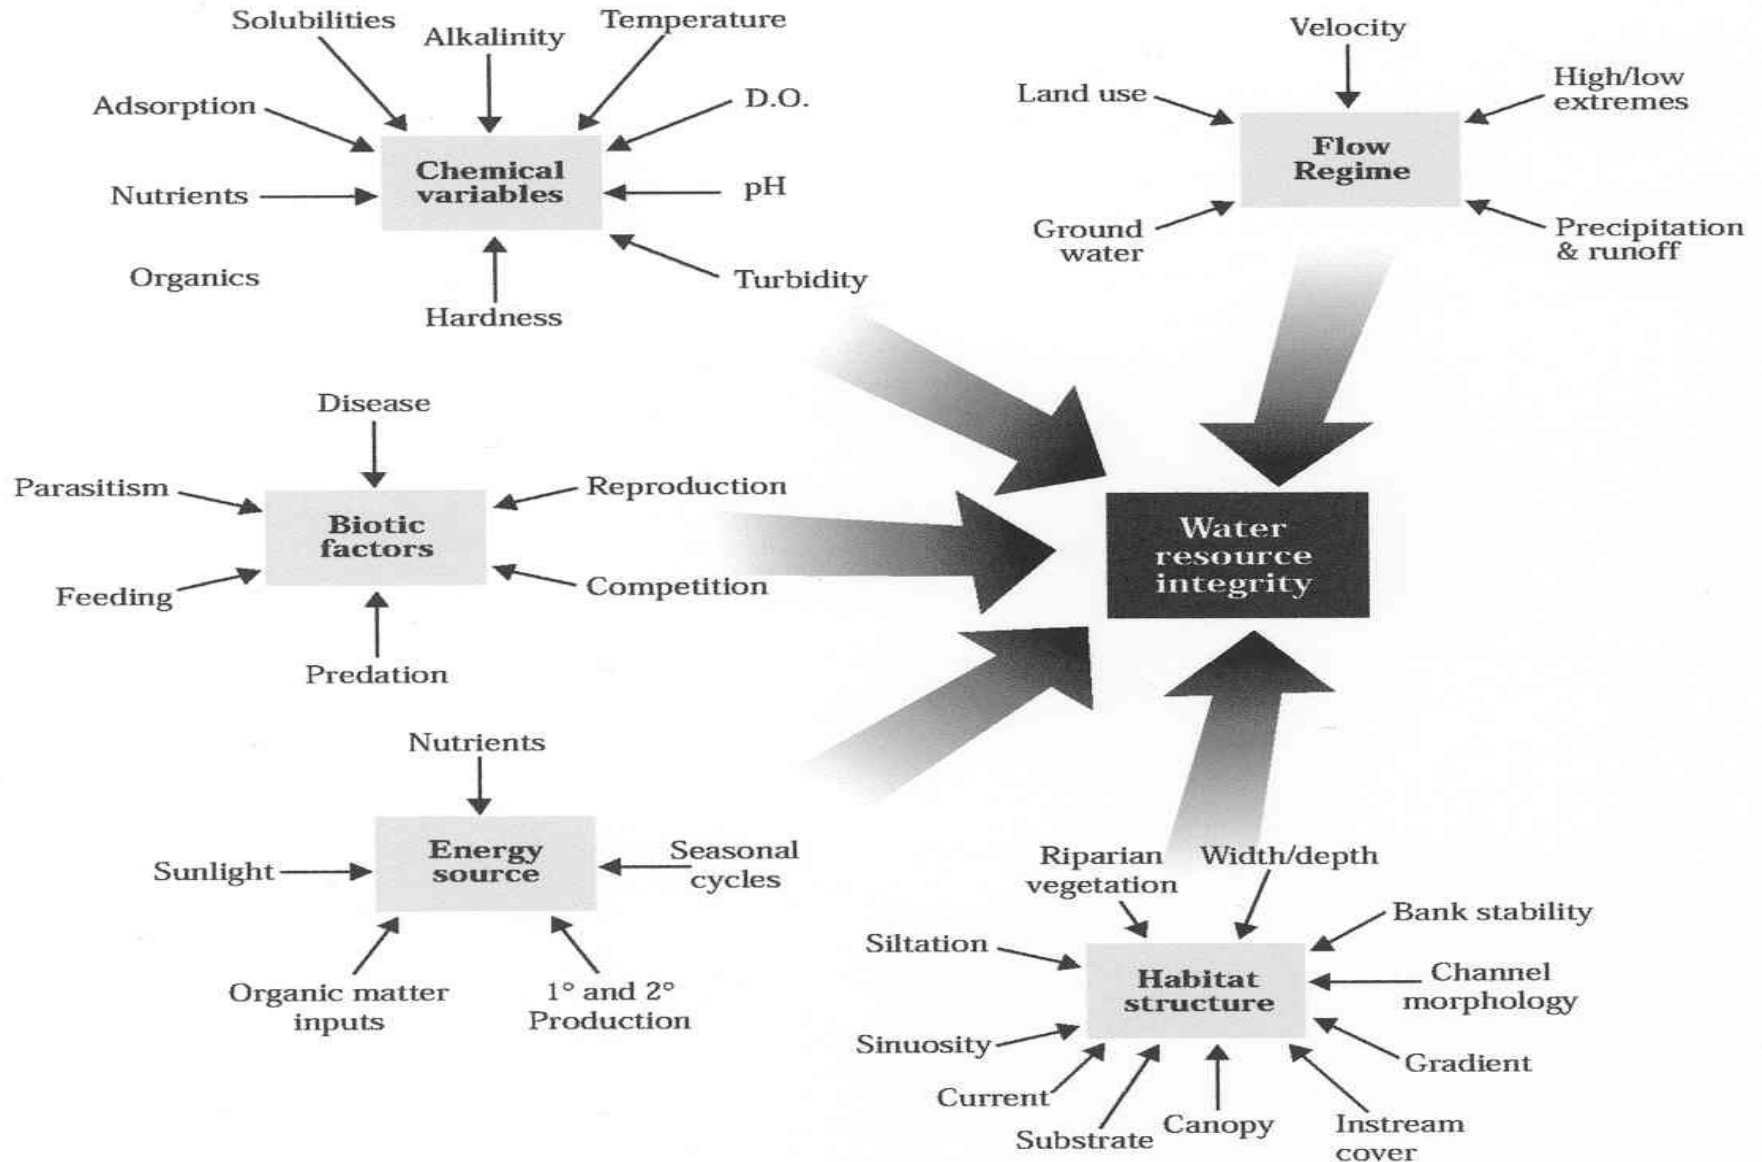 Solubilities
Alkalinity
Temperature
Adsorption
D.O.
Chemical
variables
Nutrients
pH
Organics
Turbidity
Hardness
Velocity
Land use
High/low
extremes
Flow
Regime
Ground
water
Precipitation
& runoff
Disease
Parasitism
Reproduction
Biotic
factors
Feeding
Competition
Predation
Water
resource
integrity
Nutrients
Energy
source
Sunlight
Seasonal
cycles
Organic matter
inputs
1° and 2°
Production
Riparian
vegetation
Width/depth
Bank stability
Siltation
Habitat
structure
Channel
morphology
Sinuosity
Gradient
Current
Substrate
Canopy
Instream
cover